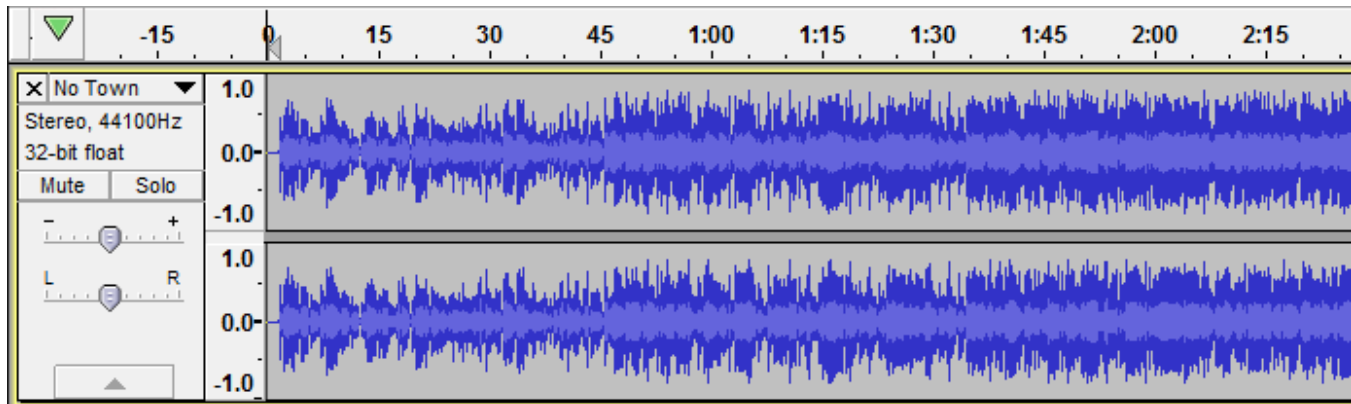 -15 0 15 30 45 1:00 1:15 1:30 1:45 2:00 2:15
X No Town 1.0
Stereo, 44100Hz
32-bit float 0.0
Mute Solo
- + -1.0
1.0
L R
0.0
-1.0